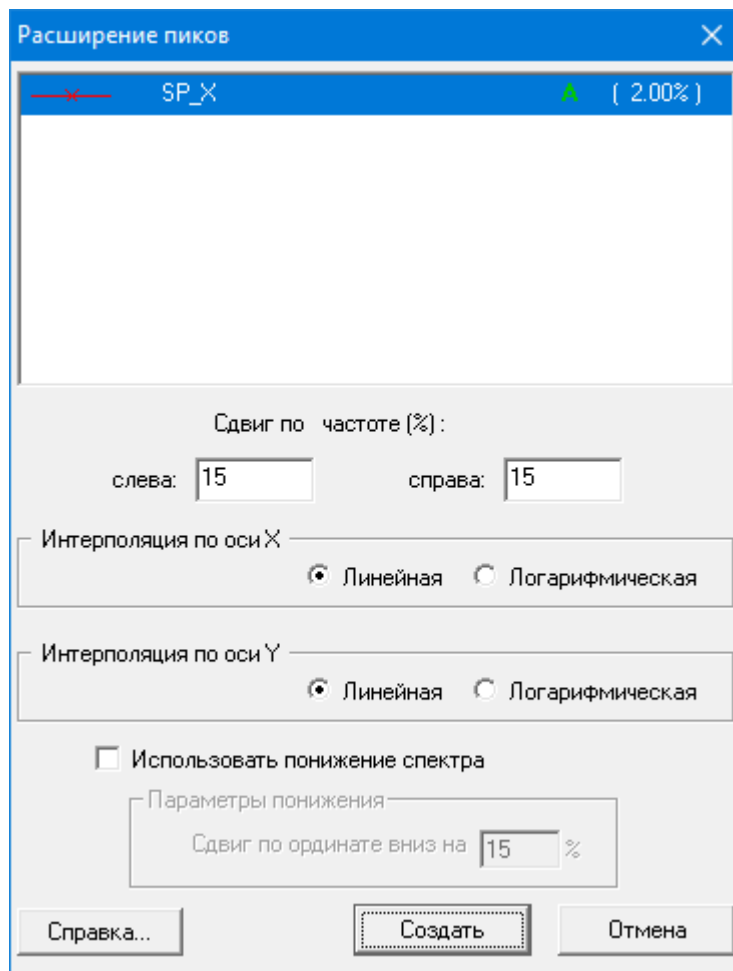 Расширение пиков
SP_X A ( 2.00% )
Сдвиг по частоте (%) :
слева: 15 справа: 15
Интерполяция по оси X
Линейная Логарифмическая
Интерполяция по оси Y
Линейная Логарифмическая
Использовать понижение спектра
Параметры понижения
Сдвиг по ординате вниз на 15 %
Справка... Создать Отмена